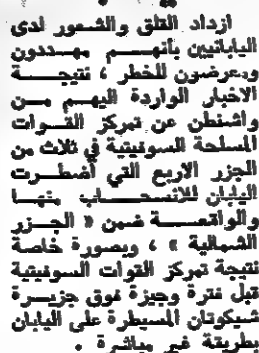 ازداد القلق والشعور لدى
اليابانيين بأنهم مهددون
ومعرضون للخطر ، نتيجة
الاخبار الواردة اليهم من
واشنطن عن تمركز القوات
المسلحة السوفيتية في ثلاث من
الجزر الاربع التي اضطرت
اليابان للانسحاب منها
والواقعة ضمن « الجزر
الشمالية » ، وبصورة خاصة
نتيجة تمركز القوات السوفيتية
قبل فترة وجيزة فوق جزيرة
شيكوتان المسيطرة على اليابان
بطريقة غير مباشرة .